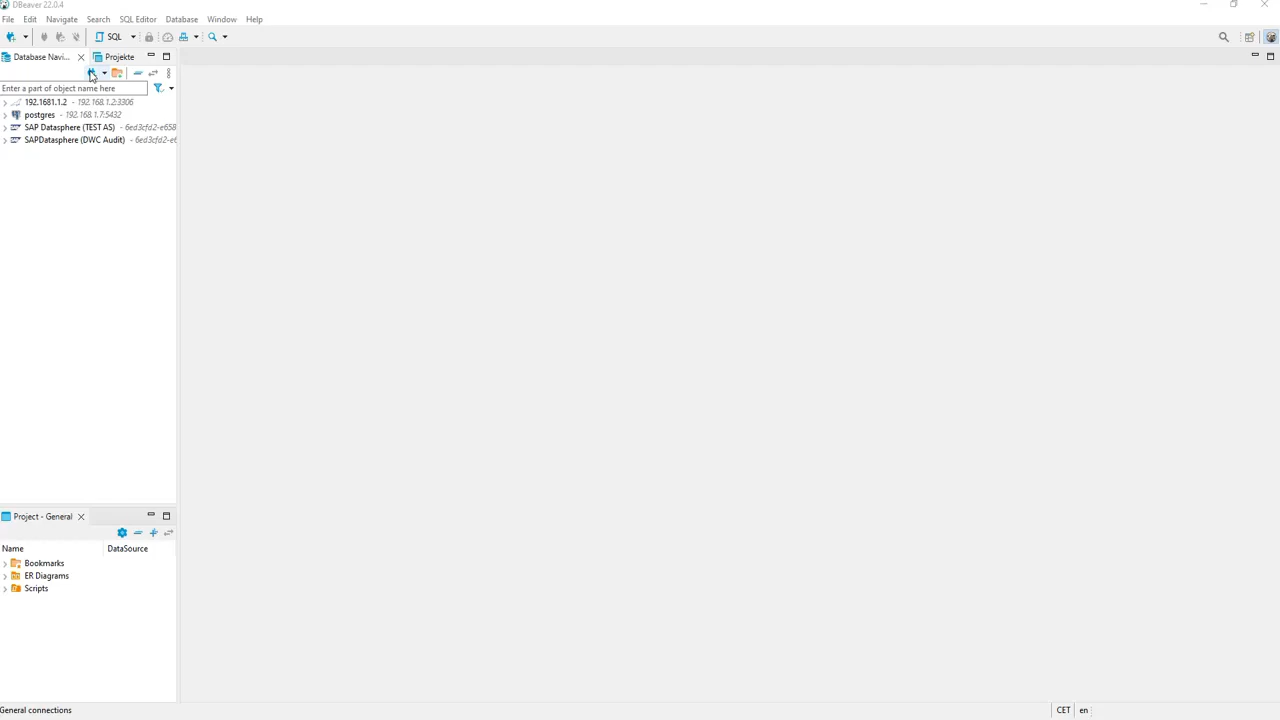 DBeaver 22.0.4
File Edit Navigate Search SQL Editor Database Window Help
SQL
Database Navi... Projekte
Enter a part of object name here
192.1681.1.2 - 192.168.1.2:3306
postgres - 192.168.1.7:5432
SAP Datasphere (TEST AS) - 6ed3cfd2-e658
SAPDatasphere (DWC Audit) - 6ed3cfd2-e6
Project - General
Name DataSource
Bookmarks
ER Diagrams
Scripts
General connections
CET en